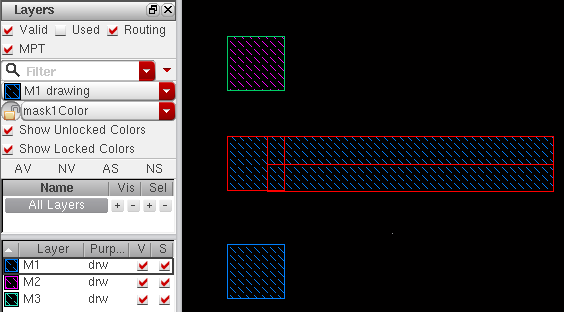 Layers
Valid Used Routing
MPT
Filter
M1 drawing
mask1Color
Show Unlocked Colors
Show Locked Colors
AV NV AS NS
Name Vis Sel
All Layers + - + -
Layer Purp... V S
M1 drw
M2 drw
M3 drw